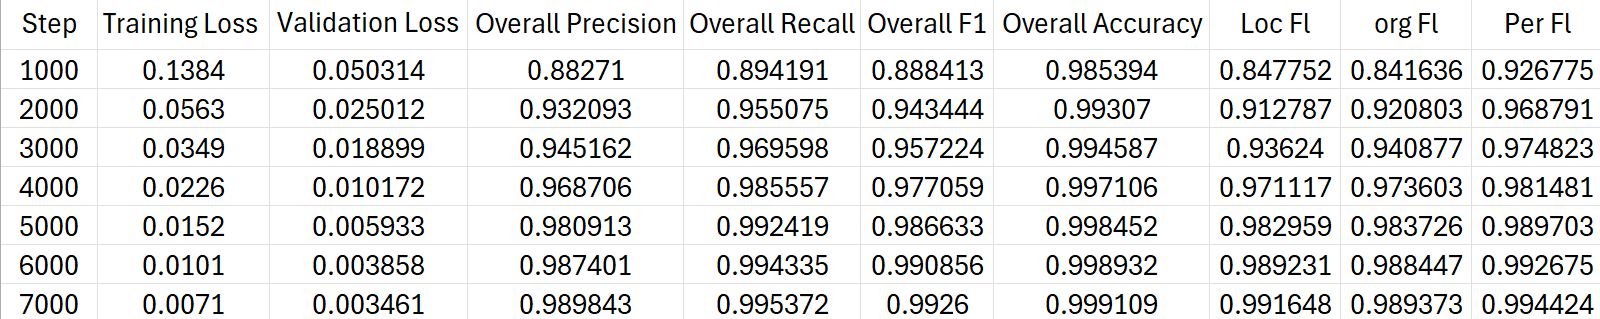 Step Training Loss Validation Loss Overall Precision Overall Recall Overall F1 Overall Accuracy Loc Fl org Fl Per Fl
1000 0.1384 0.050314 0.88271 0.894191 0.888413 0.985394 0.847752 0.841636 0.926775
2000 0.0563 0.025012 0.932093 0.955075 0.943444 0.99307 0.912787 0.920803 0.968791
3000 0.0349 0.018899 0.945162 0.969598 0.957224 0.994587 0.93624 0.940877 0.974823
4000 0.0226 0.010172 0.968706 0.985557 0.977059 0.997106 0.971117 0.973603 0.981481
5000 0.0152 0.005933 0.980913 0.992419 0.986633 0.998452 0.982959 0.983726 0.989703
6000 0.0101 0.003858 0.987401 0.994335 0.990856 0.998932 0.989231 0.988447 0.992675
7000 0.0071 0.003461 0.989843 0.995372 0.9926 0.999109 0.991648 0.989373 0.994424